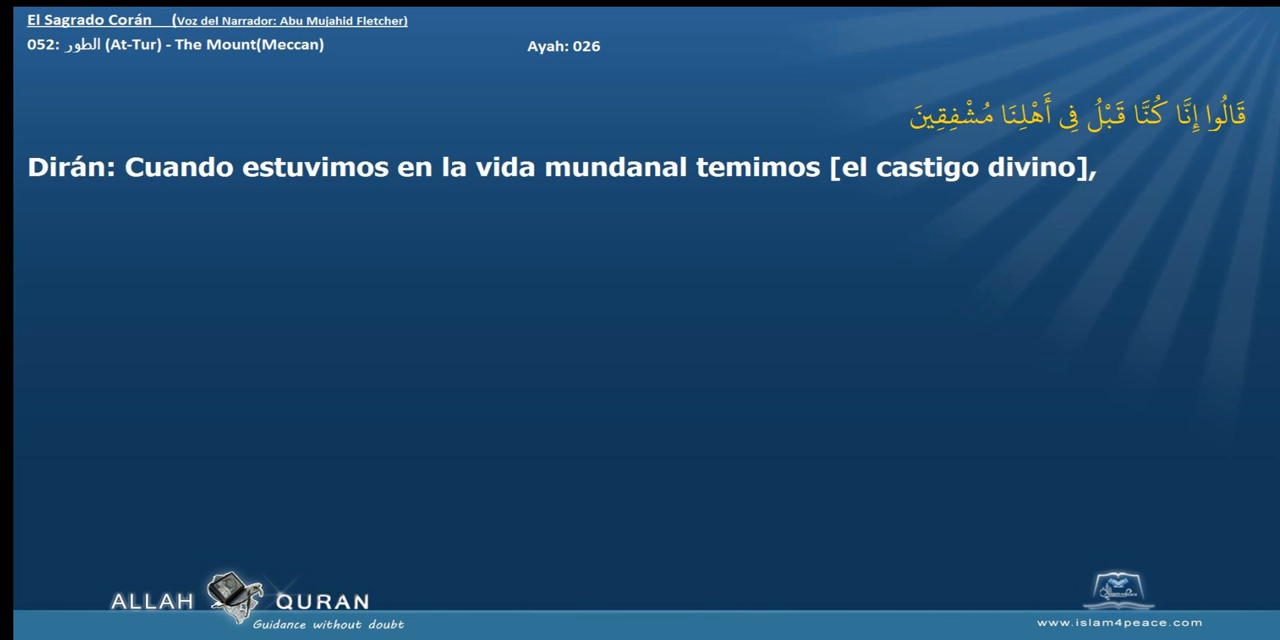 El Sagrado Corán (Voz del Narrador: Abu Mujahid Fletcher)
052: الطور (At-Tur) - The Mount(Meccan)
Ayah: 026
قَالُوا إِنَّا كُنَّا قَبْلُ فِي أَهْلِنَا مُشْفِقِينَ
Dirán: Cuando estuvimos en la vida mundanal temimos [el castigo divino],
ALLAH QURAN
Guidance without doubt
www.islam4peace.com